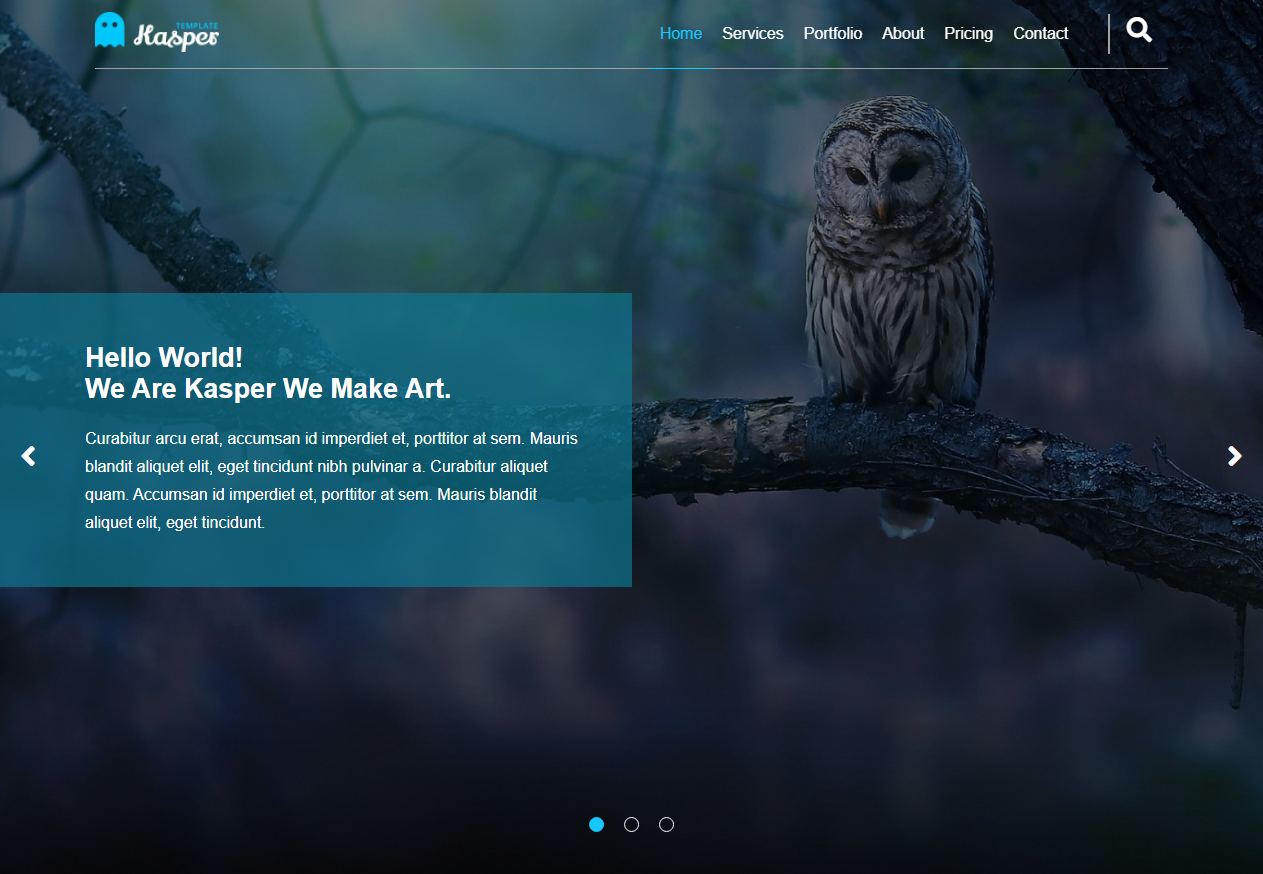 TEMPLATE
Kasper
Home Services Portfolio About Pricing Contact
Hello World!
We Are Kasper We Make Art.
Curabitur arcu erat, accumsan id imperdiet et, porttitor at sem. Mauris
blandit aliquet elit, eget tincidunt nibh pulvinar a. Curabitur aliquet
quam. Accumsan id imperdiet et, porttitor at sem. Mauris blandit
aliquet elit, eget tincidunt.